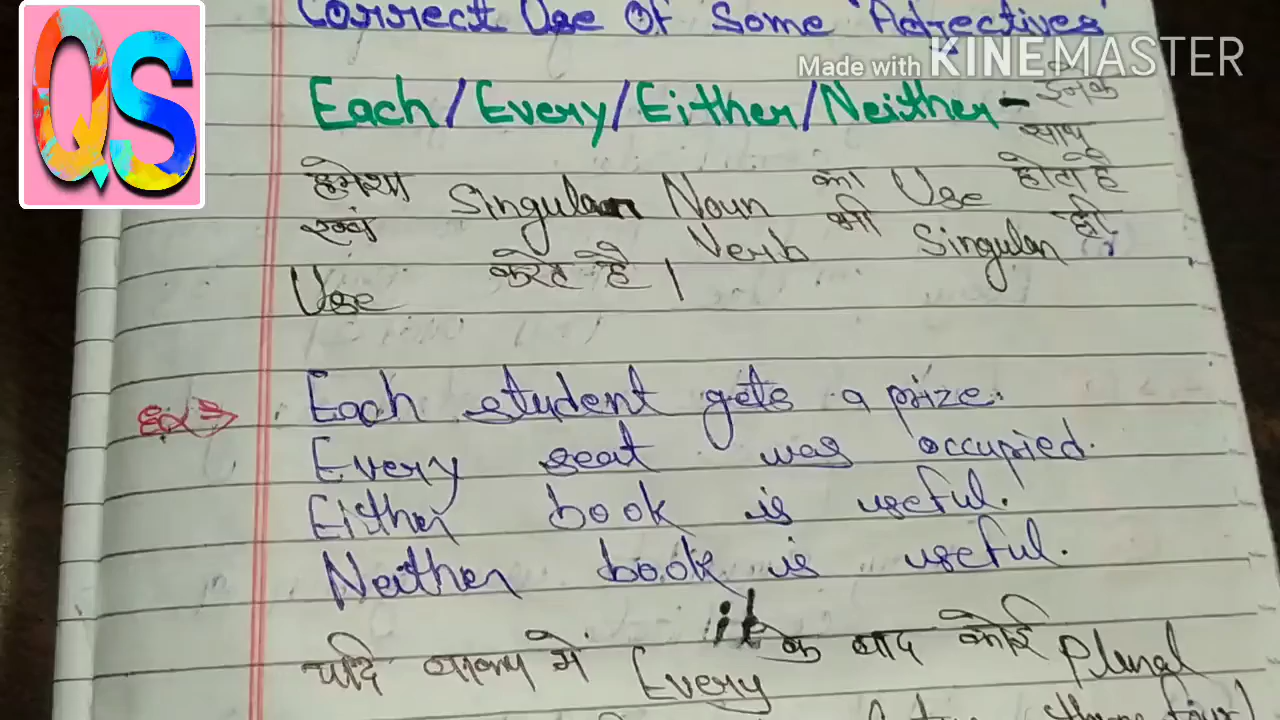 QS
Correct Use Of Some Adjectives
Made with KINEMASTER
Each/Every/Either/Neither - इनके साथ
हमेशा Singular Noun का Use होता है
एवं Verb भी Singular ही
Use करते है।
Ex ⇒ Each student gets a prize.
Every seat was occupied.
Either book is useful.
Neither book is useful.
यदि वाक्य में Every के बाद कोई Plural